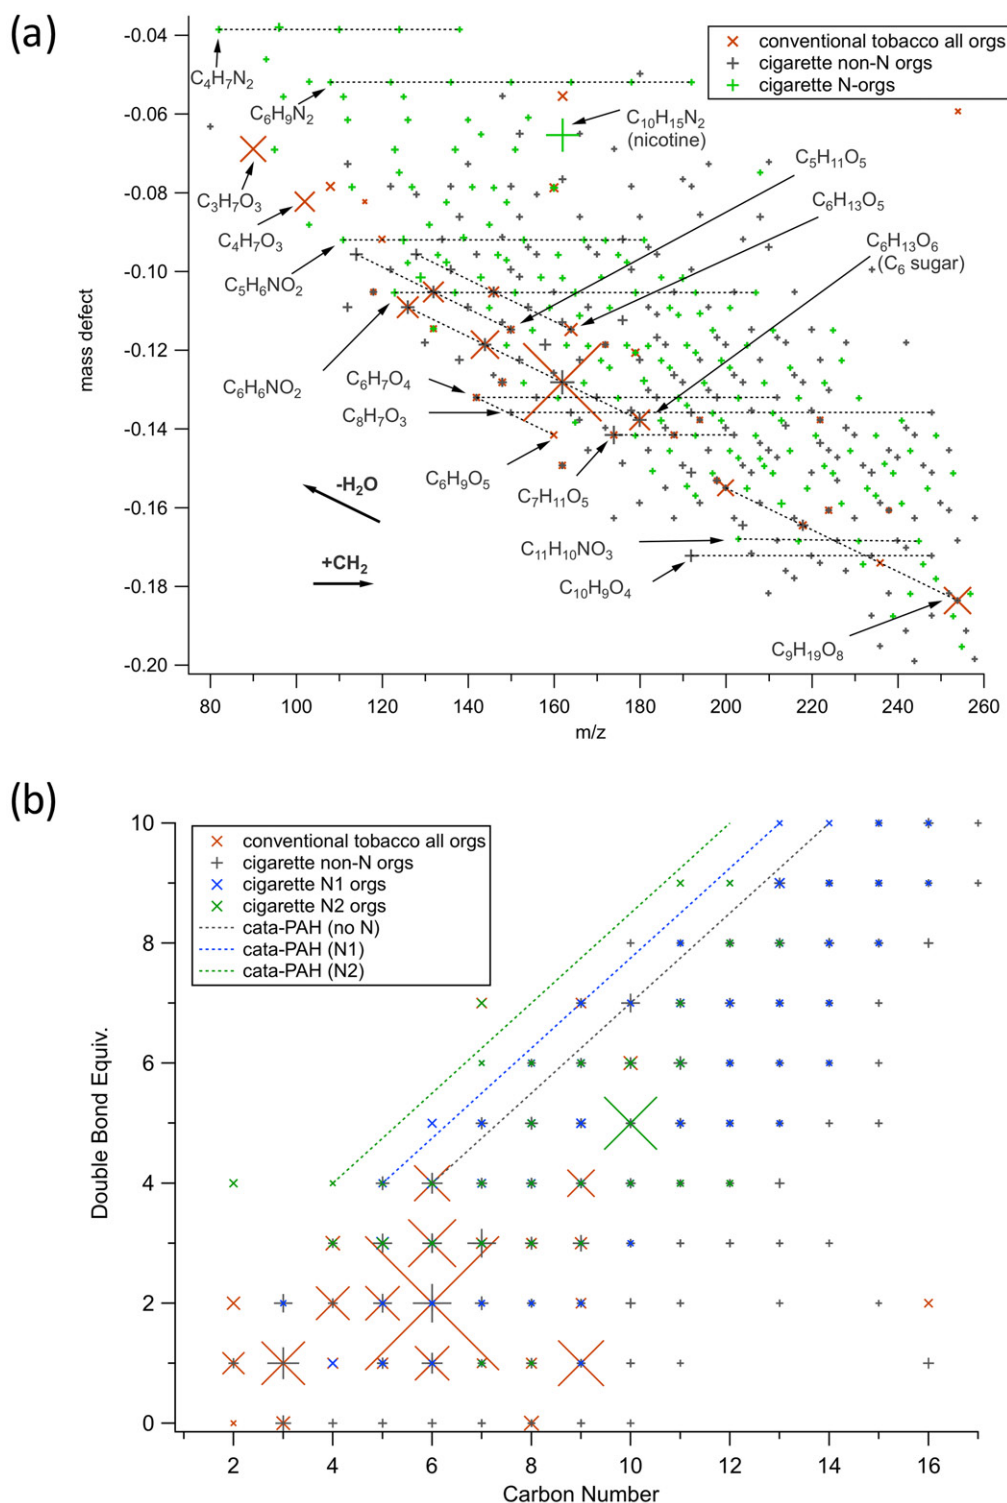 (a)
-0.04
-0.06
-0.08
-0.10
-0.12
-0.14
-0.16
-0.18
-0.20
mass defect
80
100
120
140
160
180
200
220
240
260
m/z
conventional tobacco all orgs
cigarette non-N orgs
cigarette N-orgs
C₄H₇N₂
C₆H₉N₂
C₁₀H₁₅N₂
(nicotine)
C₅H₁₁O₅
C₃H₇O₃
C₆H₁₃O₅
C₄H₇O₃
C₆H₁₃O₆
(C₆ sugar)
C₅H₆NO₂
C₆H₆NO₂
C₆H₇O₄
C₈H₇O₃
C₆H₉O₅
C₇H₁₁O₅
-H₂O
C₁₁H₁₀NO₃
+CH₂
C₁₀H₉O₄
C₉H₁₉O₈
(b)
10
8
6
4
2
0
Double Bond Equiv.
conventional tobacco all orgs
cigarette non-N orgs
cigarette N1 orgs
cigarette N2 orgs
cata-PAH (no N)
cata-PAH (N1)
cata-PAH (N2)
2
4
6
8
10
12
14
16
Carbon Number